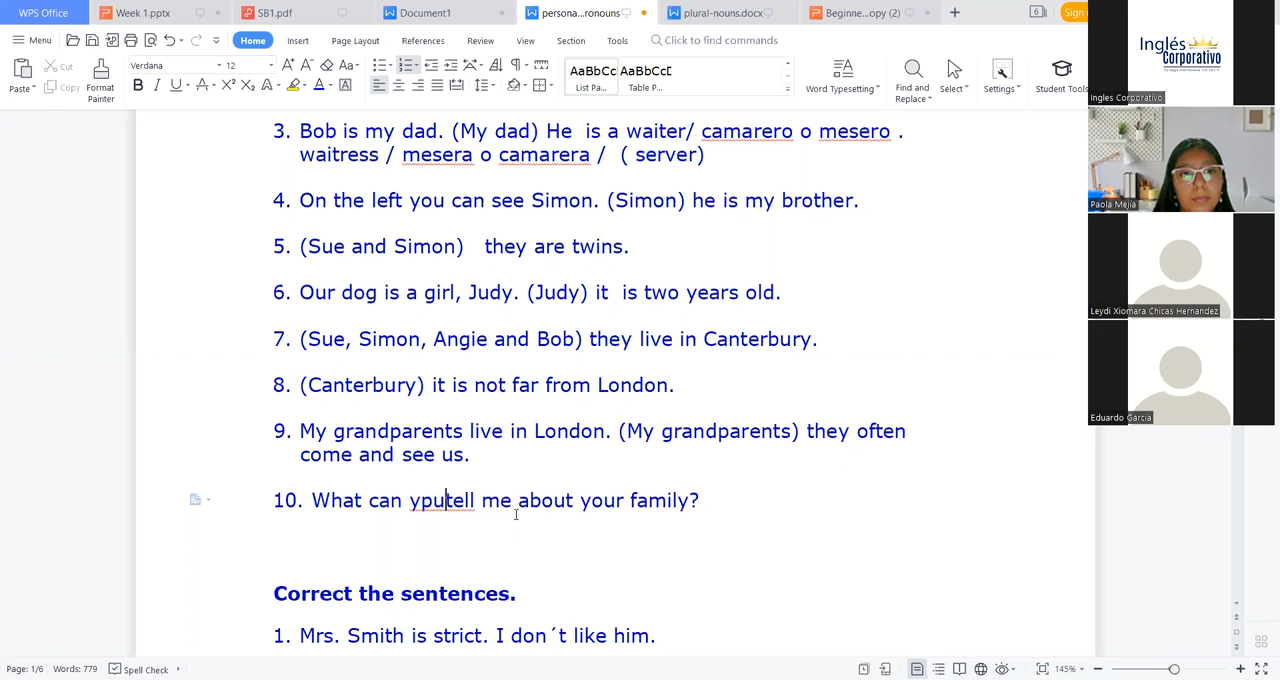 WPS Office Week 1.pptx SB1.pdf Document1 persona...ronouns plural-nouns.docx Beginne...opy (2) + 6 Sign
Menu Home Insert Page Layout References Review View Section Tools Click to find commands
Verdana 12 AaBbCc AaBbCcD
Paste Cut Copy Format Painter List Pa... Table P... Word Typesetting Find and Replace Select Settings Student Tools
Inglés Corporativo
Ingles Corporativo
Paola Mejía
Leydi Xiomara Chicas Hernandez
Eduardo García
3. Bob is my dad. (My dad) He is a waiter/ camarero o mesero .
waitress / mesera o camarera / ( server)
4. On the left you can see Simon. (Simon) he is my brother.
5. (Sue and Simon) they are twins.
6. Our dog is a girl, Judy. (Judy) it is two years old.
7. (Sue, Simon, Angie and Bob) they live in Canterbury.
8. (Canterbury) it is not far from London.
9. My grandparents live in London. (My grandparents) they often
come and see us.
10. What can yputell me about your family?
Correct the sentences.
1. Mrs. Smith is strict. I don´t like him.
Page: 1/6 Words: 779 Spell Check 145%